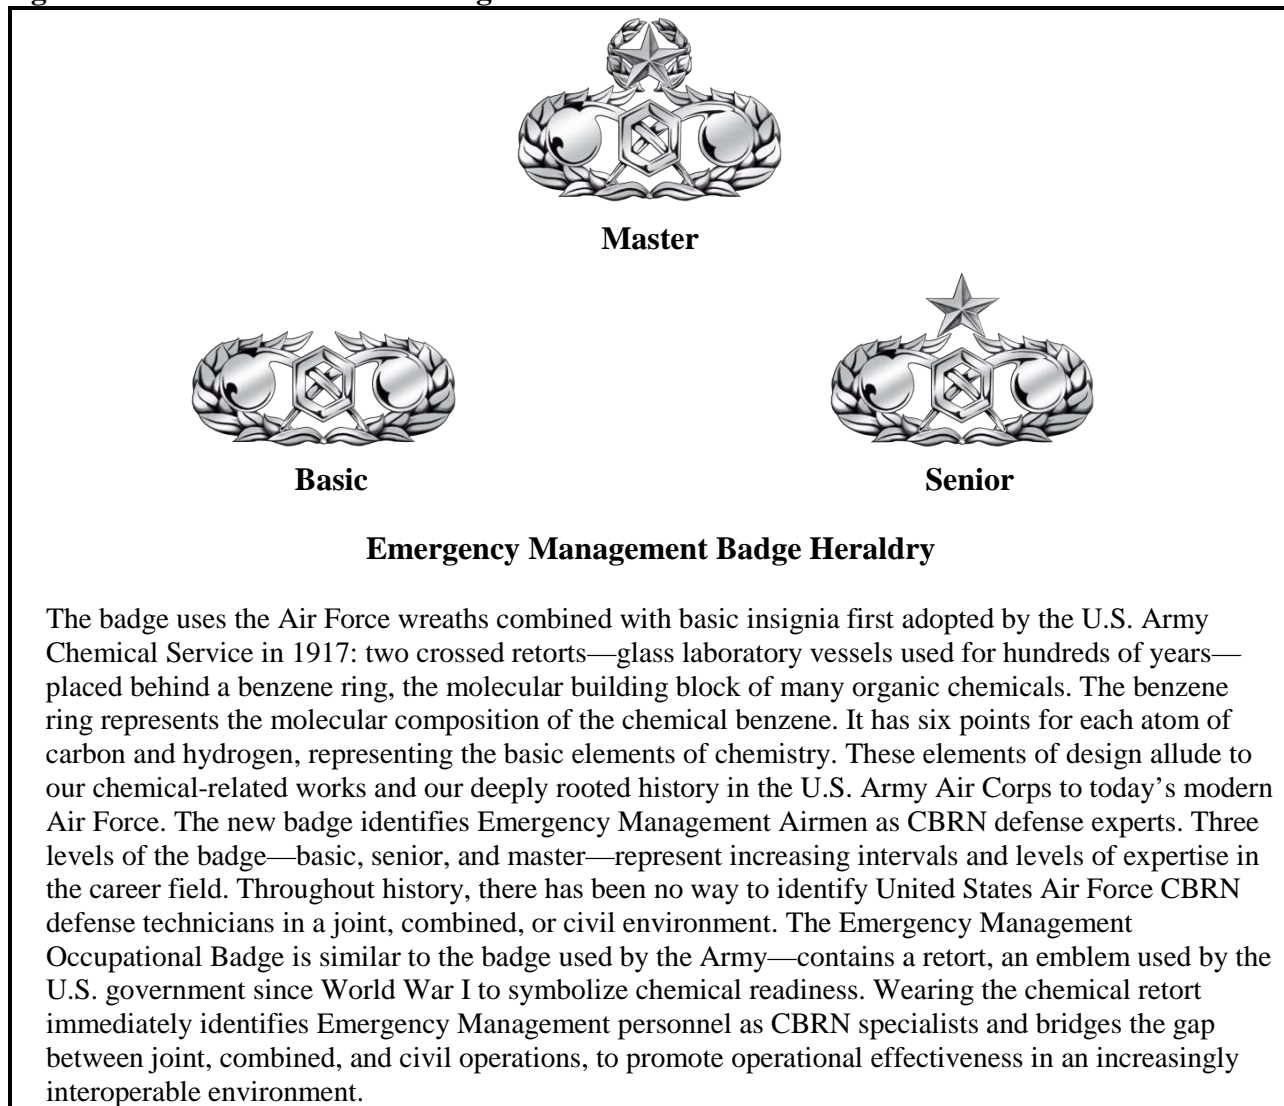 Master
Basic
Senior
Emergency Management Badge Heraldry
The badge uses the Air Force wreaths combined with basic insignia first adopted by the U.S. Army
Chemical Service in 1917: two crossed retorts—glass laboratory vessels used for hundreds of years—
placed behind a benzene ring, the molecular building block of many organic chemicals. The benzene
ring represents the molecular composition of the chemical benzene. It has six points for each atom of
carbon and hydrogen, representing the basic elements of chemistry. These elements of design allude to
our chemical-related works and our deeply rooted history in the U.S. Army Air Corps to today’s modern
Air Force. The new badge identifies Emergency Management Airmen as CBRN defense experts. Three
levels of the badge—basic, senior, and master—represent increasing intervals and levels of expertise in
the career field. Throughout history, there has been no way to identify United States Air Force CBRN
defense technicians in a joint, combined, or civil environment. The Emergency Management
Occupational Badge is similar to the badge used by the Army—contains a retort, an emblem used by the
U.S. government since World War I to symbolize chemical readiness. Wearing the chemical retort
immediately identifies Emergency Management personnel as CBRN specialists and bridges the gap
between joint, combined, and civil operations, to promote operational effectiveness in an increasingly
interoperable environment.